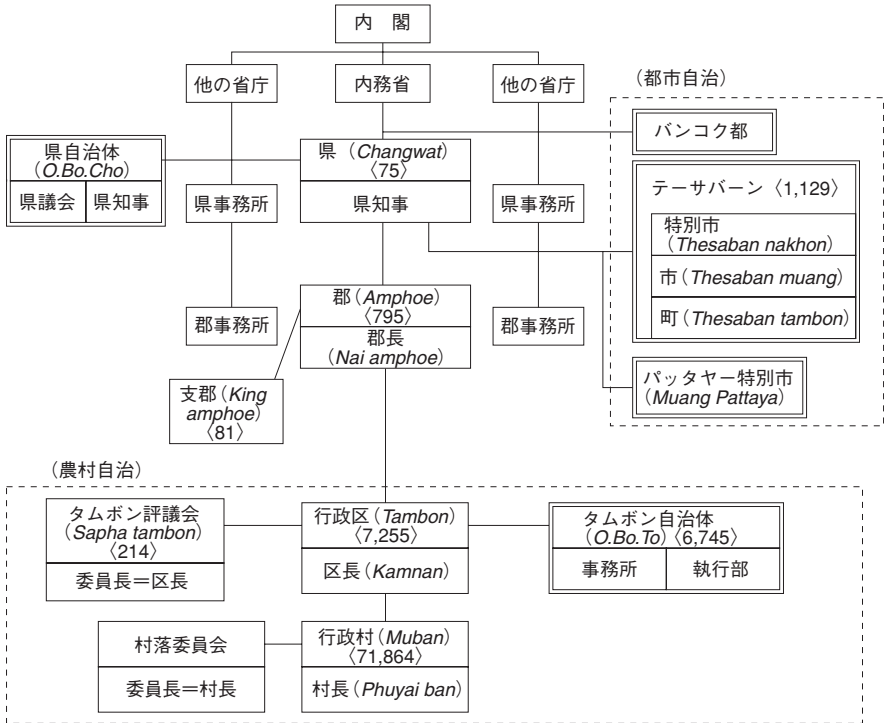 内　閣
他の省庁
内務省
他の省庁
（都市自治）
バンコク都
県自治体
（O.Bo.Cho）
県議会
県知事
県事務所
県（Changwat）
〈75〉
県知事
県事務所
テーサバーン〈1,129〉
特別市
（Thesaban nakhon）
市（Thesaban muang）
町（Thesaban tambon）
郡事務所
郡（Amphoe）
〈795〉
郡長
（Nai amphoe）
郡事務所
パッタヤー特別市
（Muang Pattaya）
支郡（King
amphoe）
〈81〉
（農村自治）
タムボン評議会
（Sapha tambon）
〈214〉
委員長＝区長
行政区（Tambon）
〈7,255〉
区長（Kamnan）
タムボン自治体
（O.Bo.To）〈6,745〉
事務所
執行部
村落委員会
委員長＝村長
行政村（Muban）
〈71,864〉
村長（Phuyai ban）